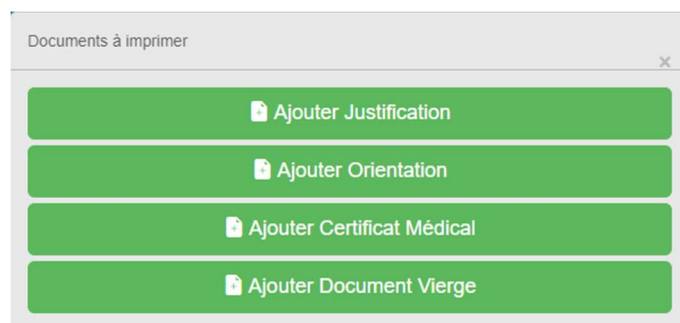 Documents à imprimer
×
Ajouter Justification
Ajouter Orientation
Ajouter Certificat Médical
Ajouter Document Vierge